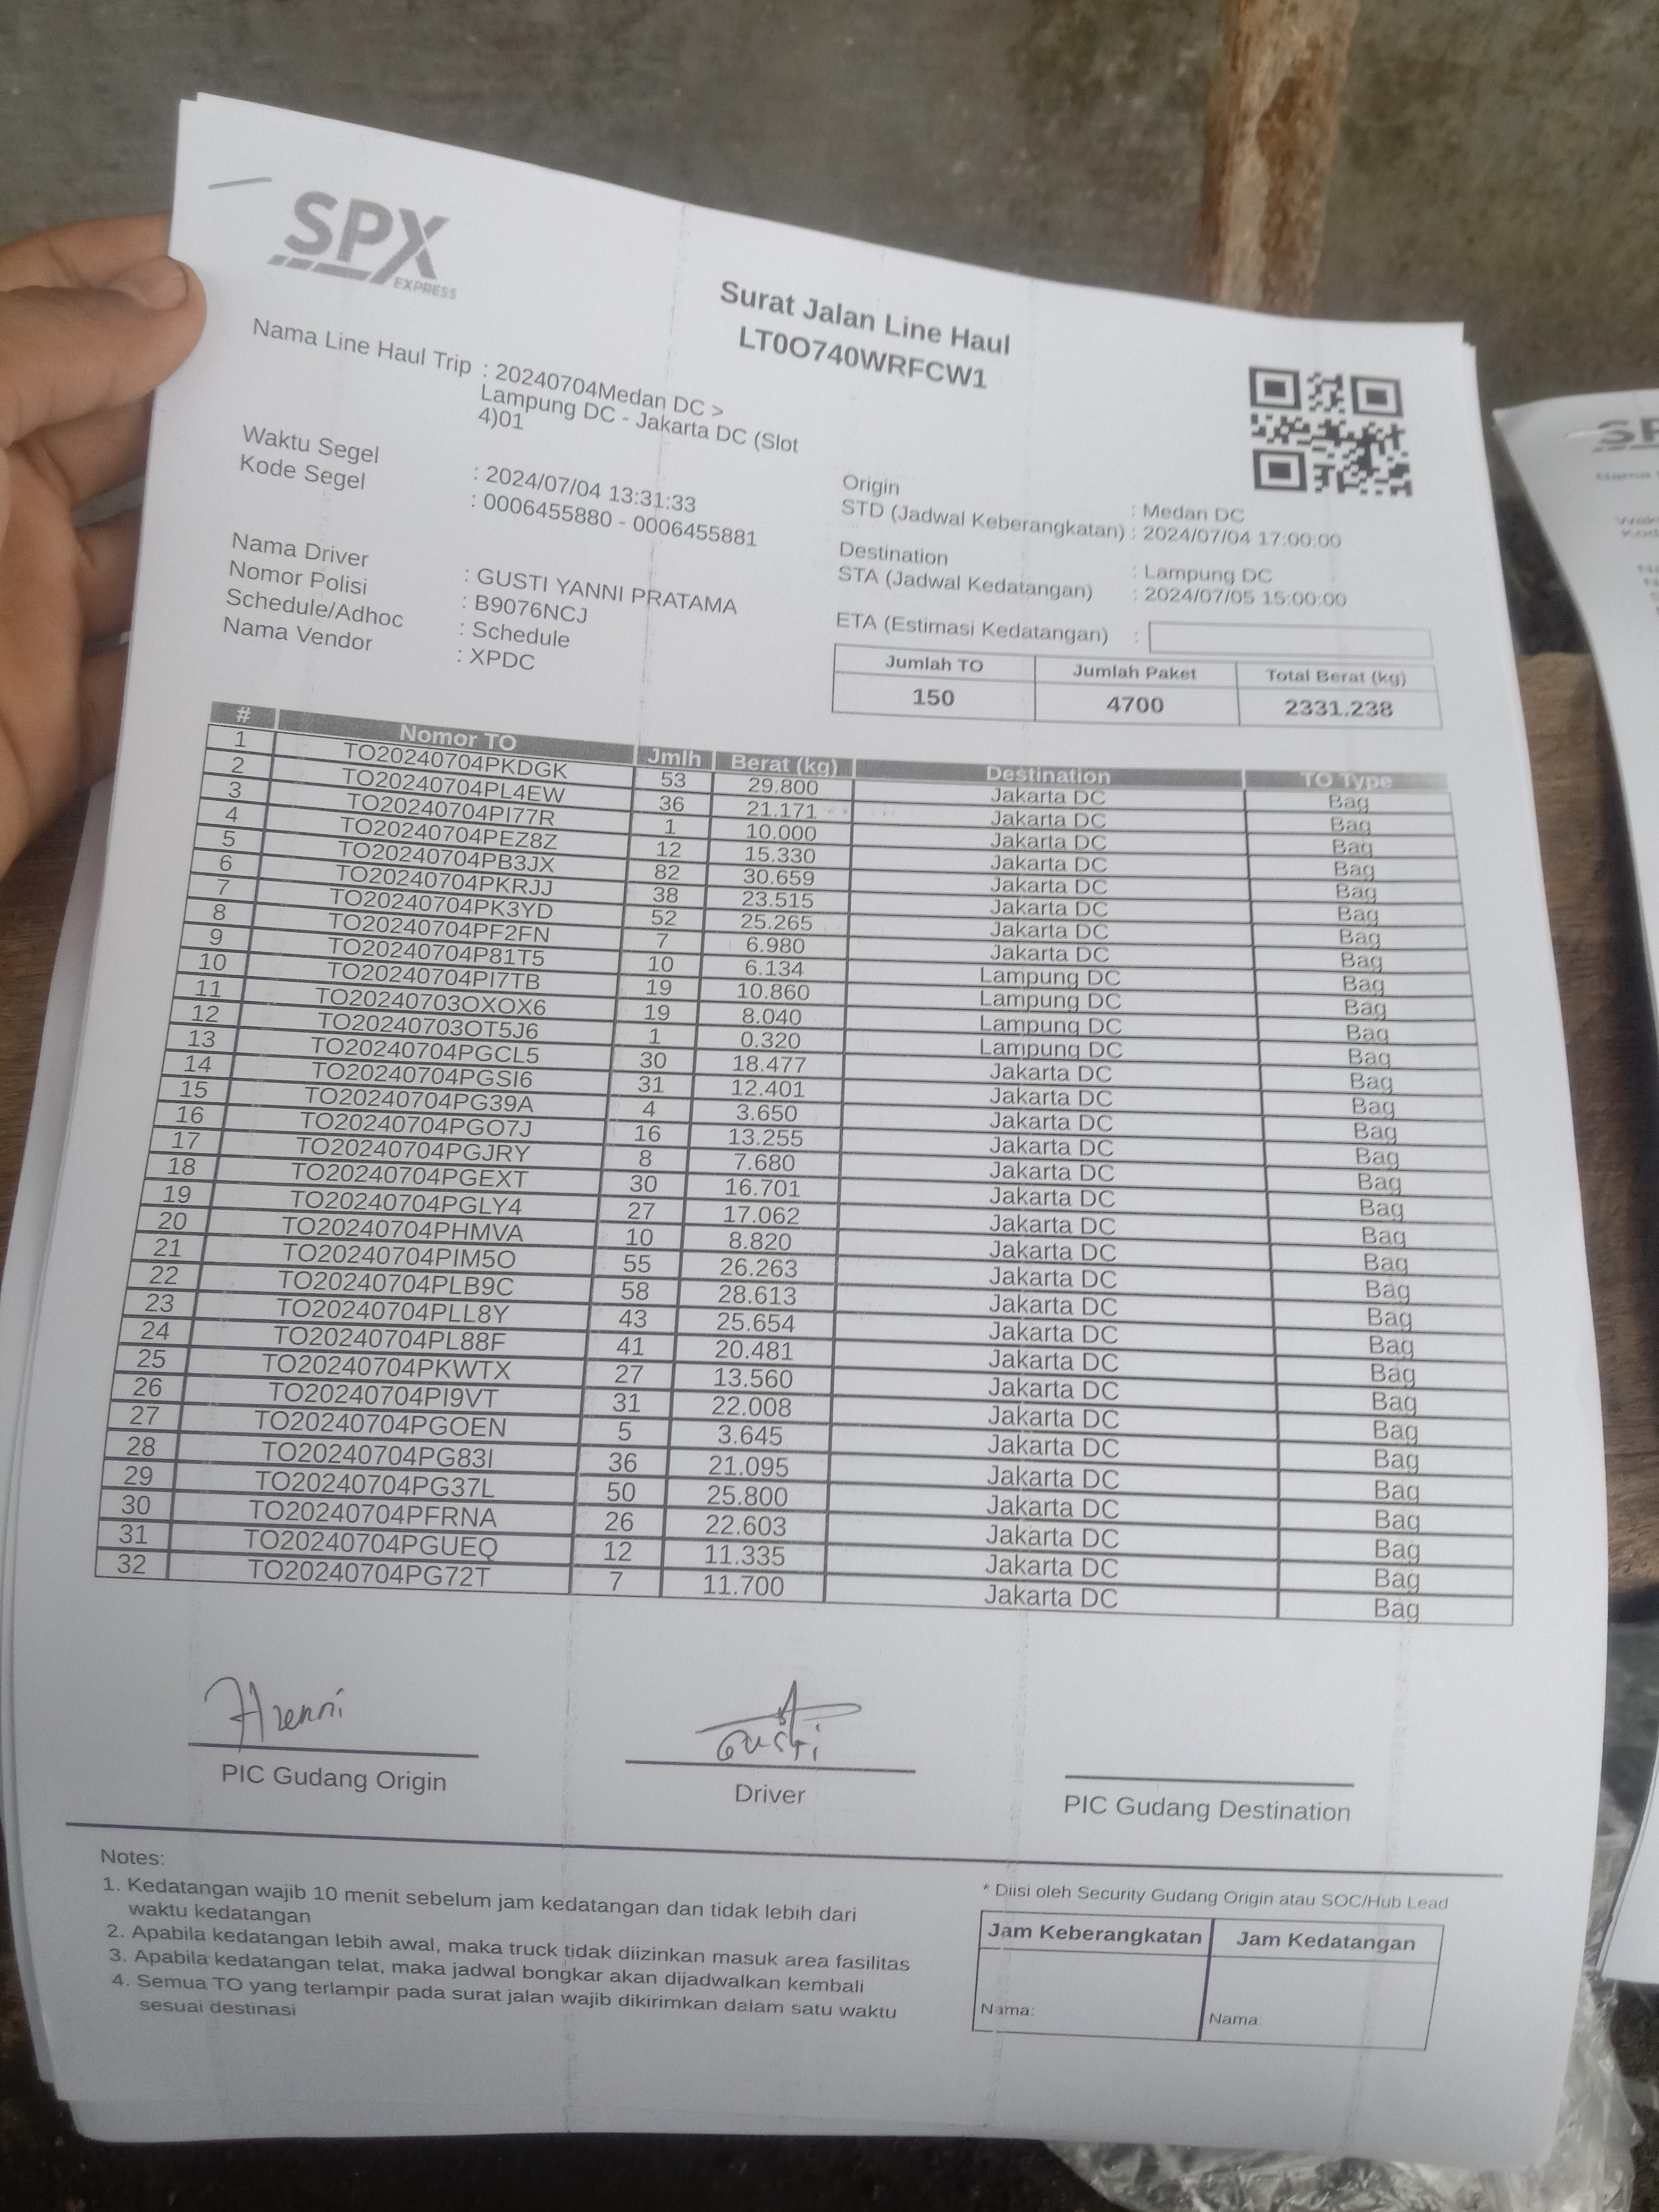 SPX
EXPRESS
Surat Jalan Line Haul
LT0O740WRFCW1
Nama Line Haul Trip : 20240704Medan DC >
Lampung DC - Jakarta DC (Slot
4)01
Waktu Segel : 2024/07/04 13:31:33
Kode Segel : 0006455880 - 0006455881
Nama Driver : GUSTI YANNI PRATAMA
Nomor Polisi : B9076NCJ
Schedule/Adhoc : Schedule
Nama Vendor : XPDC
Origin : Medan DC
STD (Jadwal Keberangkatan) : 2024/07/04 17:00:00
Destination : Lampung DC
STA (Jadwal Kedatangan) : 2024/07/05 15:00:00
ETA (Estimasi Kedatangan) :
Jumlah TO Jumlah Paket Total Berat (kg)
150 4700 2331.238
# Nomor TO Jmlh Berat (kg) Destination TO Type
1 TO20240704PKDGK 53 29.800 Jakarta DC Bag
2 TO20240704PL4EW 36 21.171 Jakarta DC Bag
3 TO20240704PI77R 1 10.000 Jakarta DC Bag
4 TO20240704PEZ8Z 12 15.330 Jakarta DC Bag
5 TO20240704PB3JX 82 30.659 Jakarta DC Bag
6 TO20240704PKRJJ 38 23.515 Jakarta DC Bag
7 TO20240704PK3YD 52 25.265 Jakarta DC Bag
8 TO20240704PF2FN 7 6.980 Jakarta DC Bag
9 TO20240704P81T5 10 6.134 Lampung DC Bag
10 TO20240704PI7TB 19 10.860 Lampung DC Bag
11 TO20240703OXOX6 19 8.040 Lampung DC Bag
12 TO20240703OT5J6 1 0.320 Lampung DC Bag
13 TO20240704PGCL5 30 18.477 Jakarta DC Bag
14 TO20240704PGSI6 31 12.401 Jakarta DC Bag
15 TO20240704PG39A 4 3.650 Jakarta DC Bag
16 TO20240704PGO7J 16 13.255 Jakarta DC Bag
17 TO20240704PGJRY 8 7.680 Jakarta DC Bag
18 TO20240704PGEXT 30 16.701 Jakarta DC Bag
19 TO20240704PGLY4 27 17.062 Jakarta DC Bag
20 TO20240704PHMVA 10 8.820 Jakarta DC Bag
21 TO20240704PIM5O 55 26.263 Jakarta DC Bag
22 TO20240704PLB9C 58 28.613 Jakarta DC Bag
23 TO20240704PLL8Y 43 25.654 Jakarta DC Bag
24 TO20240704PL88F 41 20.481 Jakarta DC Bag
25 TO20240704PKWTX 27 13.560 Jakarta DC Bag
26 TO20240704PI9VT 31 22.008 Jakarta DC Bag
27 TO20240704PGOEN 5 3.645 Jakarta DC Bag
28 TO20240704PG83I 36 21.095 Jakarta DC Bag
29 TO20240704PG37L 50 25.800 Jakarta DC Bag
30 TO20240704PFRNA 26 22.603 Jakarta DC Bag
31 TO20240704PGUEQ 12 11.335 Jakarta DC Bag
32 TO20240704PG72T 7 11.700 Jakarta DC Bag
Gusti
PIC Gudang Origin Driver PIC Gudang Destination
Notes:
1. Kedatangan wajib 10 menit sebelum jam kedatangan dan tidak lebih dari
waktu kedatangan
2. Apabila kedatangan lebih awal, maka truck tidak diizinkan masuk area fasilitas
3. Apabila kedatangan telat, maka jadwal bongkar akan dijadwalkan kembali
4. Semua TO yang terlampir pada surat jalan wajib dikirimkan dalam satu waktu
sesuai destinasi
* Diisi oleh Security Gudang Origin atau SOC/Hub Lead
Jam Keberangkatan Jam Kedatangan
Nama: Nama: